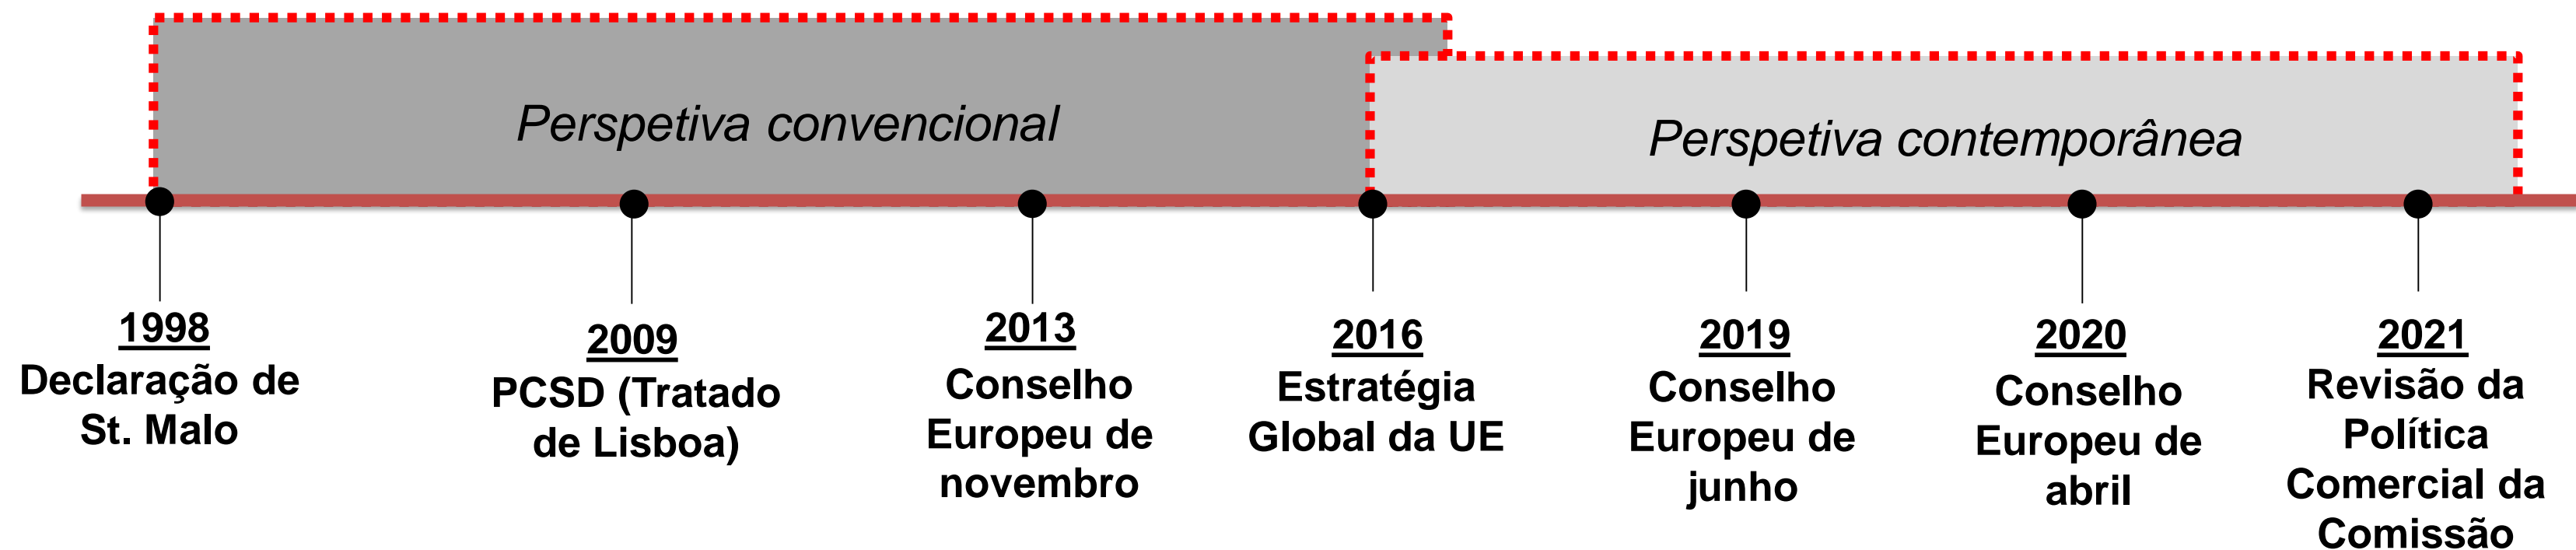 Perspetiva convencional
Perspetiva contemporânea
1998
Declaração de
St. Malo
2009
PCSD (Tratado
de Lisboa)
2013
Conselho
Europeu de
novembro
2016
Estratégia
Global da UE
2019
Conselho
Europeu de
junho
2020
Conselho
Europeu de
abril
2021
Revisão da
Política
Comercial da
Comissão